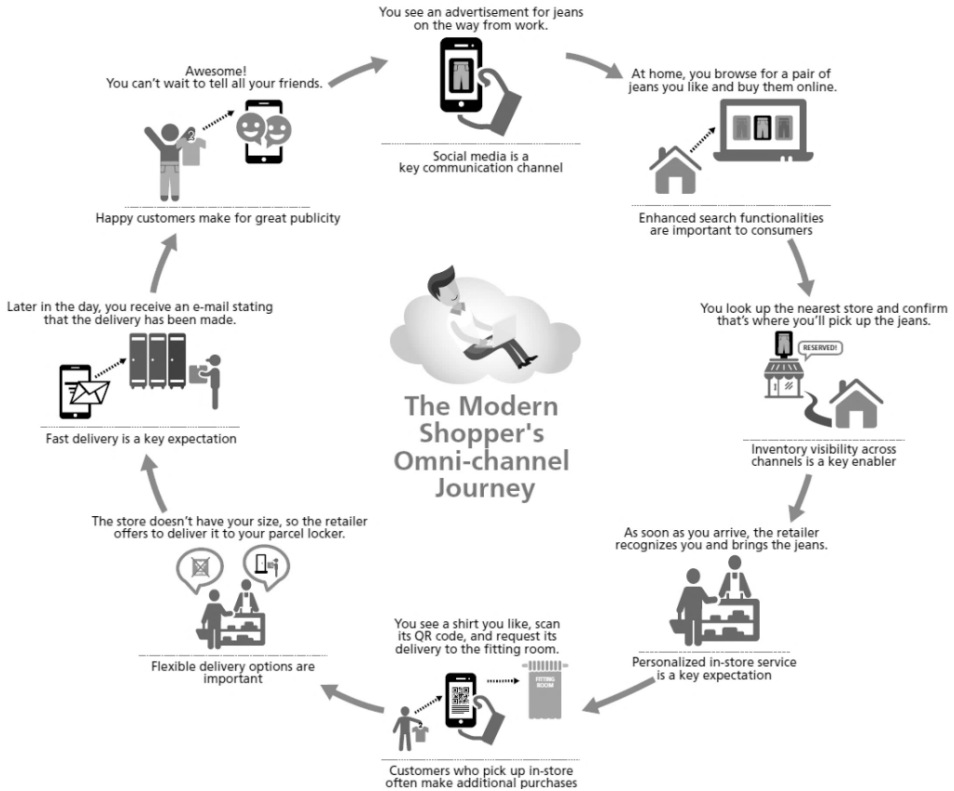 You see an advertisement for jeans
on the way from work.
Social media is a
key communication channel
At home, you browse for a pair of
jeans you like and buy them online.
Enhanced search functionalities
are important to consumers
You look up the nearest store and confirm
that's where you'll pick up the jeans.
RESERVED!
Inventory visibility across
channels is a key enabler
As soon as you arrive, the retailer
recognizes you and brings the jeans.
Personalized in-store service
is a key expectation
You see a shirt you like, scan
its QR code, and request its
delivery to the fitting room.
FITTING
ROOM
Customers who pick up in-store
often make additional purchases
The store doesn't have your size, so the retailer
offers to deliver it to your parcel locker.
Flexible delivery options are
important
Later in the day, you receive an e-mail stating
that the delivery has been made.
Fast delivery is a key expectation
Awesome!
You can't wait to tell all your friends.
Happy customers make for great publicity
The Modern
Shopper's
Omni-channel
Journey